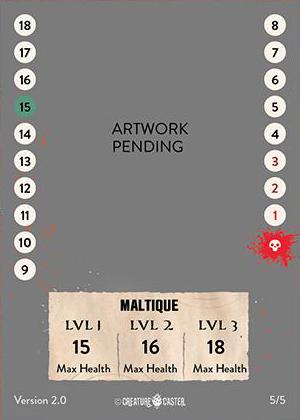 18 8
17 7
16 6
15 5
14 4
13 3
12 2
11 1
10
9
ARTWORK
PENDING
MALTIQUE
LVL 1 LVL 2 LVL 3
15 16 18
Max Health Max Health Max Health
Version 2.0 © CREATURE CASTER 5/5